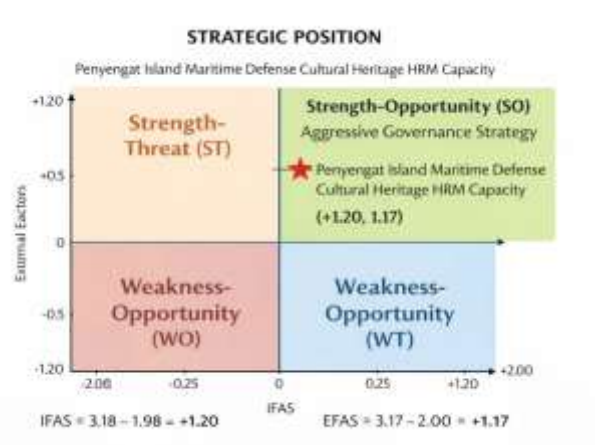 STRATEGIC POSITION
Penyengat Island Maritime Defense Cultural Heritage HRM Capacity
+1.20
Strength-
Threat (ST)
Strength-Opportunity (SO)
Aggressive Governance Strategy
+0.5
Penyengat Island Maritime Defense
Cultural Heritage HRM Capacity
(+1.20, 1.17)
Extumal Eactors
0
Weakness-
Opportunity
(WO)
Weakness-
Opportunity
(WT)
-0.5
-1.20
-2.06
-0.25
0
0.25
+1.20
+2.00
IFAS
IFAS = 3.18 – 1.98 = +1.20
EFAS = 3.17 – 2.00 = +1.17